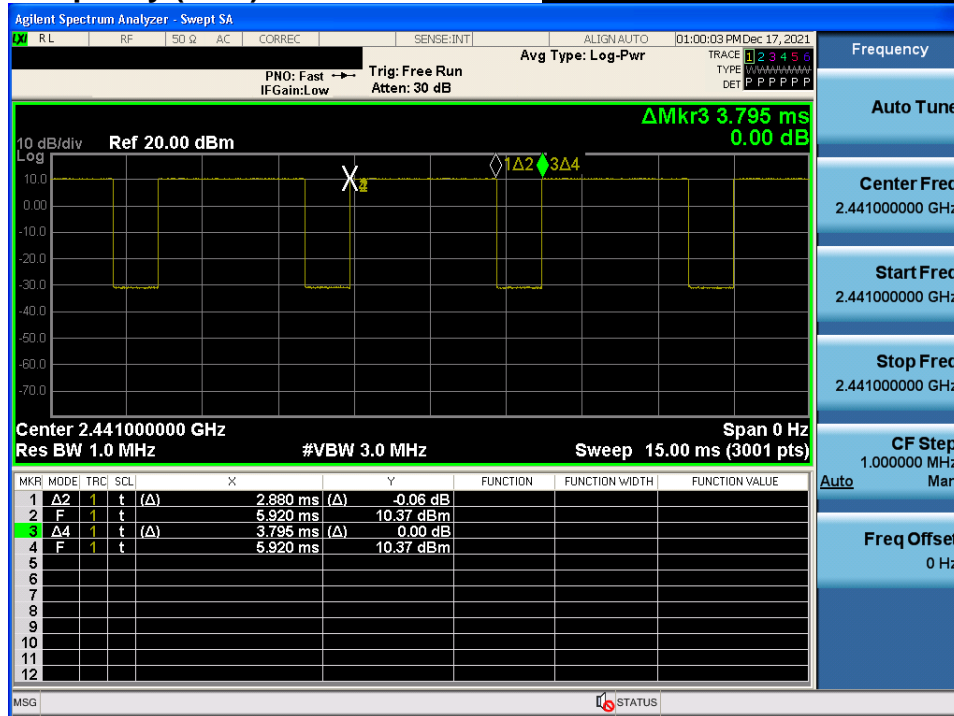 Agilent Spectrum Analyzer - Swept SA
LXI RL RF 50 Ω AC CORREC SENSE:INT ALIGN AUTO 01:00:03 PM Dec 17, 2021
PNO: Fast Trig: Free Run Avg Type: Log-Pwr TRACE 1 2 3 4 5 6
IFGain:Low Atten: 30 dB TYPE WWWWWW
DET P P P P P P
Frequency
ΔMkr3 3.795 ms
0.00 dB
10 dB/div Ref 20.00 dBm
Log
1Δ2 3Δ4
10.0
0.00
-10.0
-20.0
-30.0
-40.0
-50.0
-60.0
-70.0
Center 2.441000000 GHz Span 0 Hz
Res BW 1.0 MHz #VBW 3.0 MHz Sweep 15.00 ms (3001 pts)
MKR MODE TRC SCL X Y FUNCTION FUNCTION WIDTH FUNCTION VALUE
1 Δ2 1 t (Δ) 2.880 ms (Δ) -0.06 dB
2 F 1 t 5.920 ms 10.37 dBm
3 Δ4 1 t (Δ) 3.795 ms (Δ) 0.00 dB
4 F 1 t 5.920 ms 10.37 dBm
5
6
7
8
9
10
11
12
MSG STATUS
Auto Tune
Center Freq
2.441000000 GHz
Start Freq
2.441000000 GHz
Stop Freq
2.441000000 GHz
CF Step
1.000000 MHz
Auto Man
Freq Offset
0 Hz